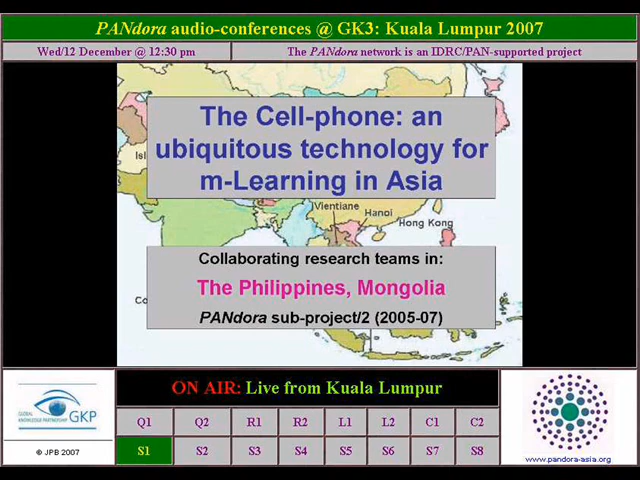 PANdora audio-conferences @ GK3: Kuala Lumpur 2007
Wed/12 December @ 12:30 pm
The PANdora network is an IDRC/PAN-supported project
The Cell-phone: an
ubiquitous technology for
m-Learning in Asia
Vientiane
Hanoi
Hong Kong
Collaborating research teams in:
The Philippines, Mongolia
PANdora sub-project/2 (2005-07)
ON AIR: Live from Kuala Lumpur
GLOBAL
KNOWLEDGE PARTNERSHIP
GKP
© JPB 2007
Q1 Q2 R1 R2 L1 L2 C1 C2
S1 S2 S3 S4 S5 S6 S7 S8
www.pandora-asia.org